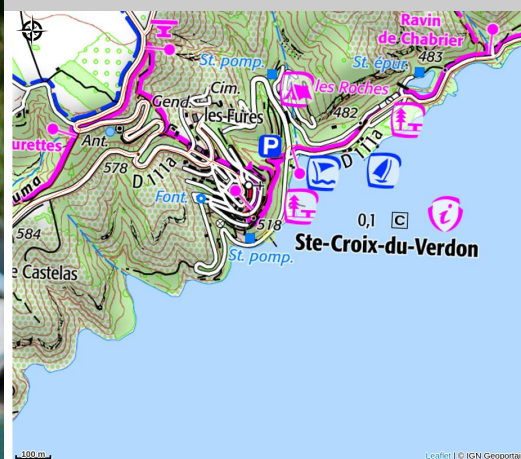 Ravin
de Chabrier
St. pomp.
St. épur.
483
Cim.
les Roches
Gend.
les Fures
482
urettes
Ant.
P
D 111a
578
D 111a
uma
Font.
518
0,1 C i
584
Ste-Croix-du-Verdon
St. pomp.
e Castelas
100 m
Leaflet | © IGN Geoportail